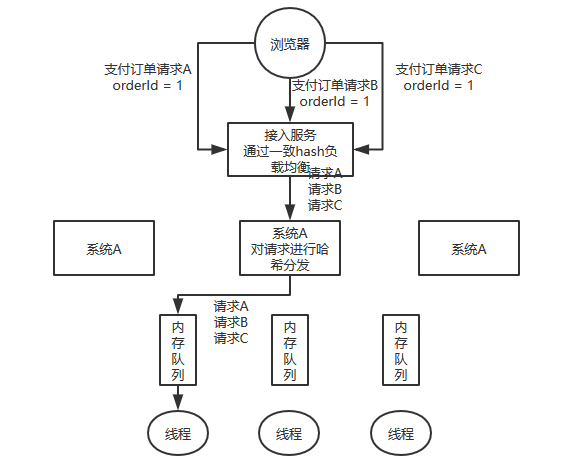 浏览器
支付订单请求A
orderId = 1
支付订单请求B
orderId = 1
支付订单请求C
orderId = 1
接入服务
通过一致hash负
载均衡
请求A
请求B
请求C
系统A
系统A
对请求进行哈
希分发
系统A
请求A
请求B
请求C
内
存
队
列
内
存
队
列
内
存
队
列
线程
线程
线程